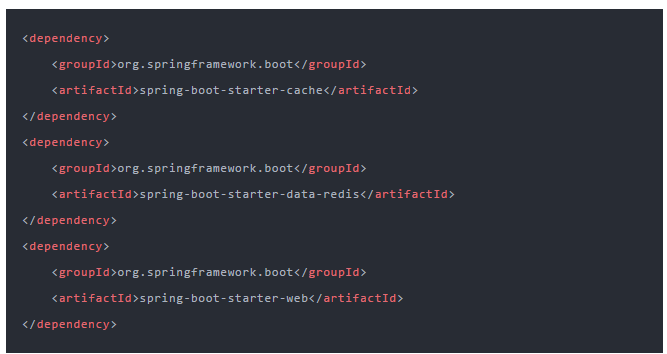 <dependency>
    <groupId>org.springframework.boot</groupId>
    <artifactId>spring-boot-starter-cache</artifactId>
</dependency>
<dependency>
    <groupId>org.springframework.boot</groupId>
    <artifactId>spring-boot-starter-data-redis</artifactId>
</dependency>
<dependency>
    <groupId>org.springframework.boot</groupId>
    <artifactId>spring-boot-starter-web</artifactId>
</dependency>